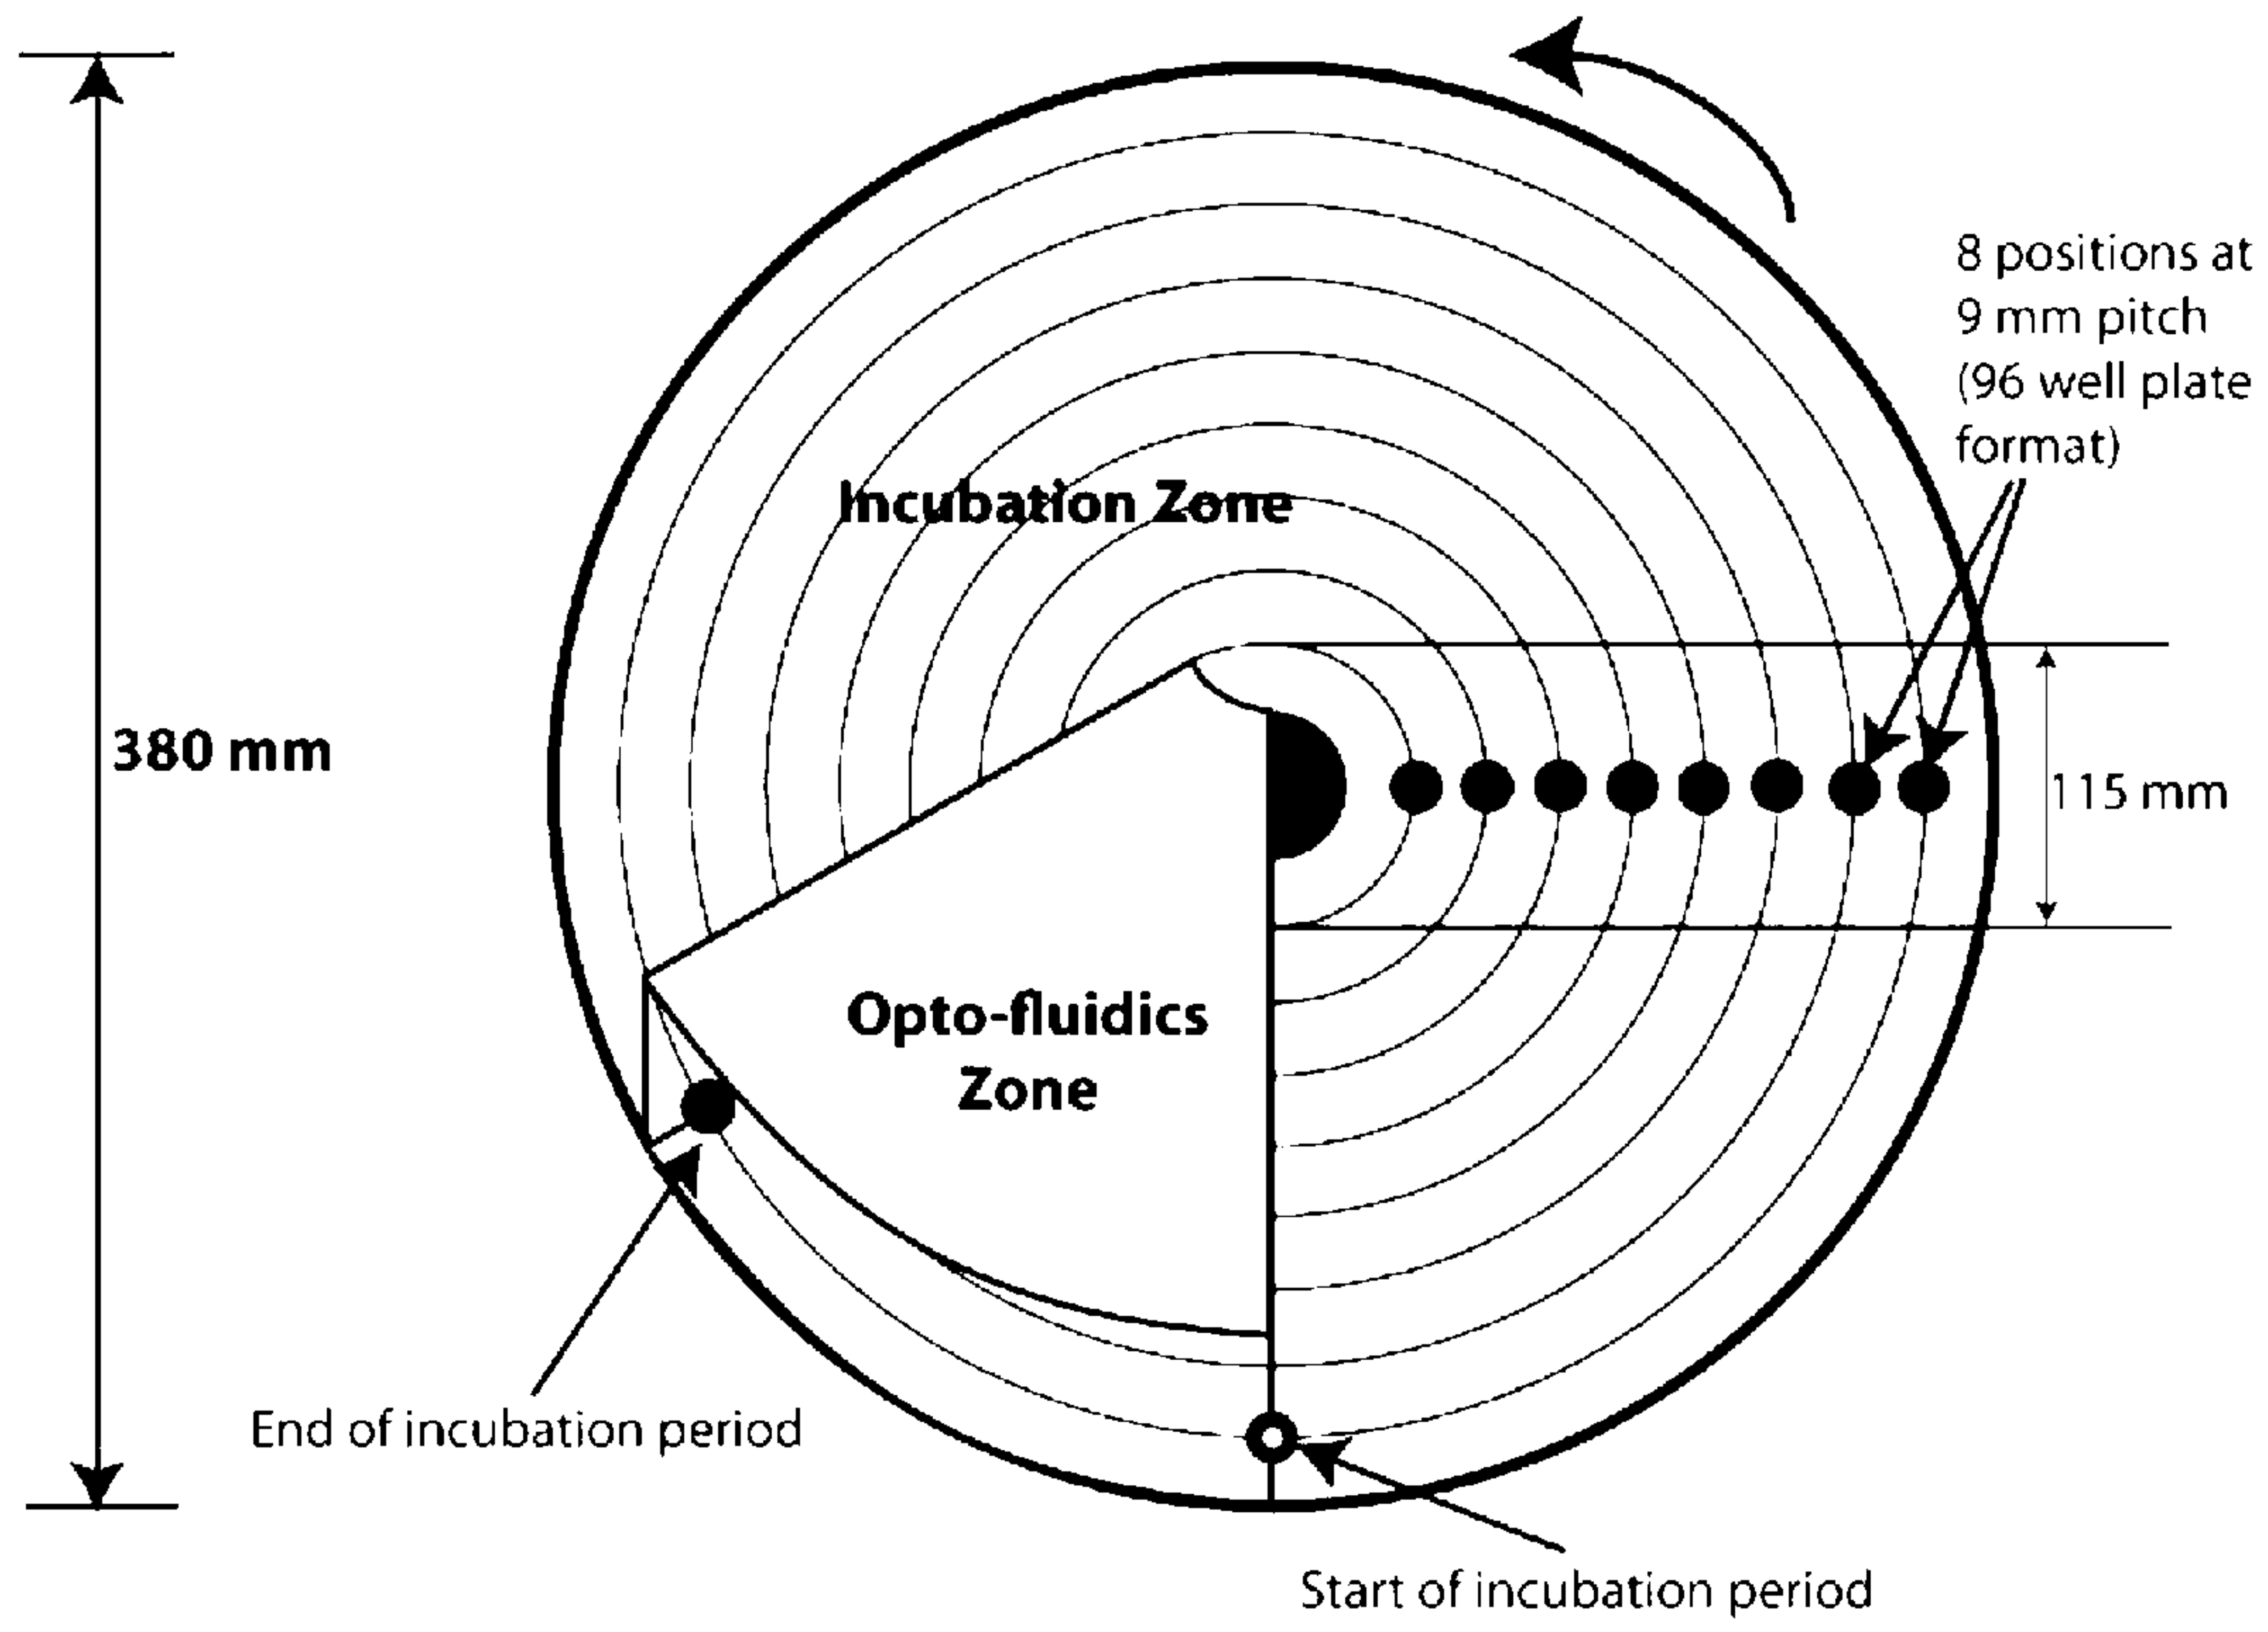 8 positions at
9 mm pitch
(96 well plate
format)
Incubation Zone
380 mm
115 mm
Opto-fluidics
Zone
End of incubation period
Start of incubation period